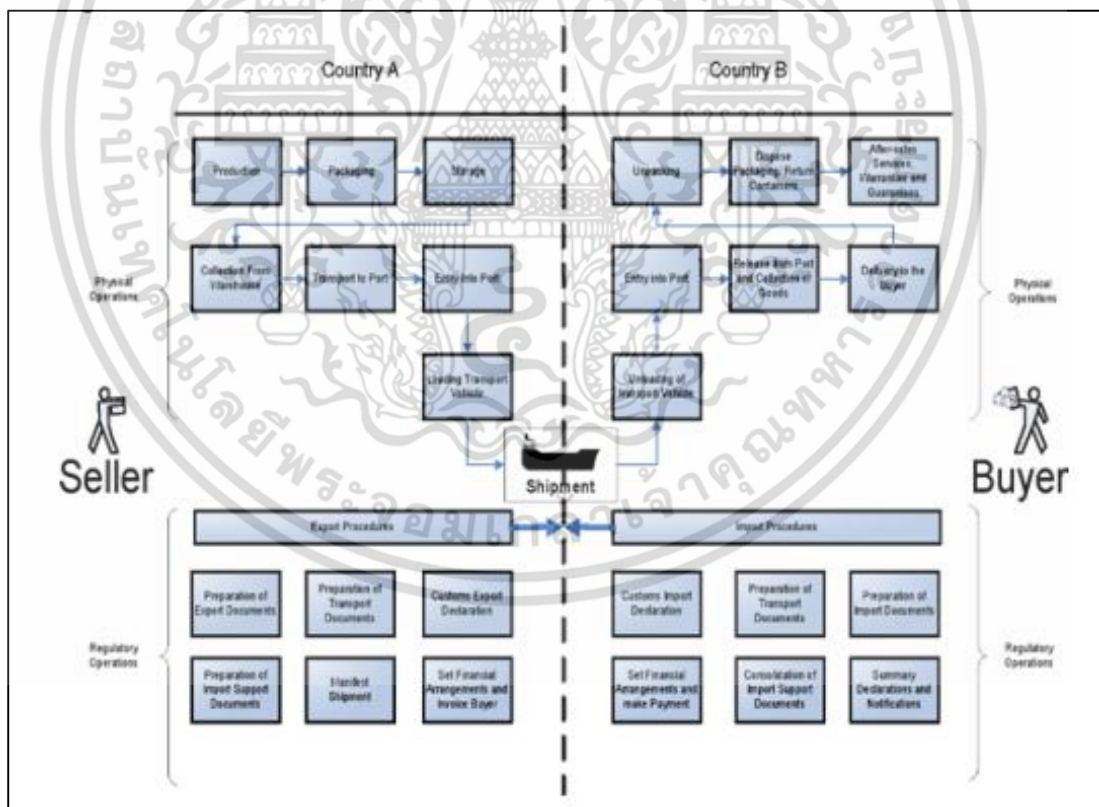 Country A
Country B
Production
Packaging
Storage
Unpacking
Dispose
Packaging, Return
Containers
After-sales
Services,
Warranties and
Guarantees
Physical
Operations
Collection From
Warehouse
Transport to Port
Entry into Port
Entry into Port
Release from Port
and Collection of
Goods
Delivery to the
Buyer
Physical
Operations
Loading Transport
Vehicle
Unloading of
transport Vehicle
Seller
Shipment
Buyer
Export Procedures
Import Procedures
Regulatory
Operations
Preparation of
Export Documents
Preparation of
Transport
Documents
Customs Export
Declaration
Customs Import
Declaration
Preparation of
Transport
Documents
Preparation of
Import Documents
Regulatory
Operations
Preparation of
Import Support
Documents
Manifest
Shipment
Set Financial
Arrangements and
Invoice Bayer
Set Financial
Arrangements and
make Payment
Consolidation of
Import Support
Documents
Summary
Declarations and
Notifications